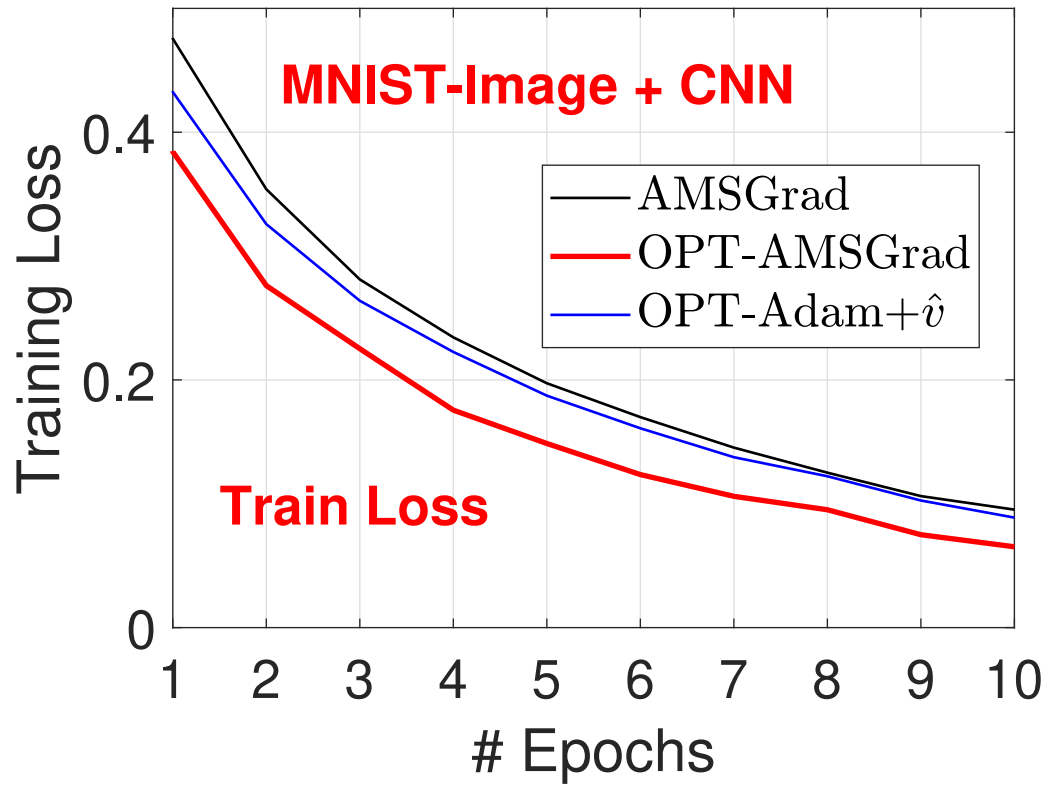 MNIST-Image + CNN
0.4
0.2
0
Training Loss
AMSGrad
OPT-AMSGrad
OPT-Adam+v̂
Train Loss
1 2 3 4 5 6 7 8 9 10
# Epochs